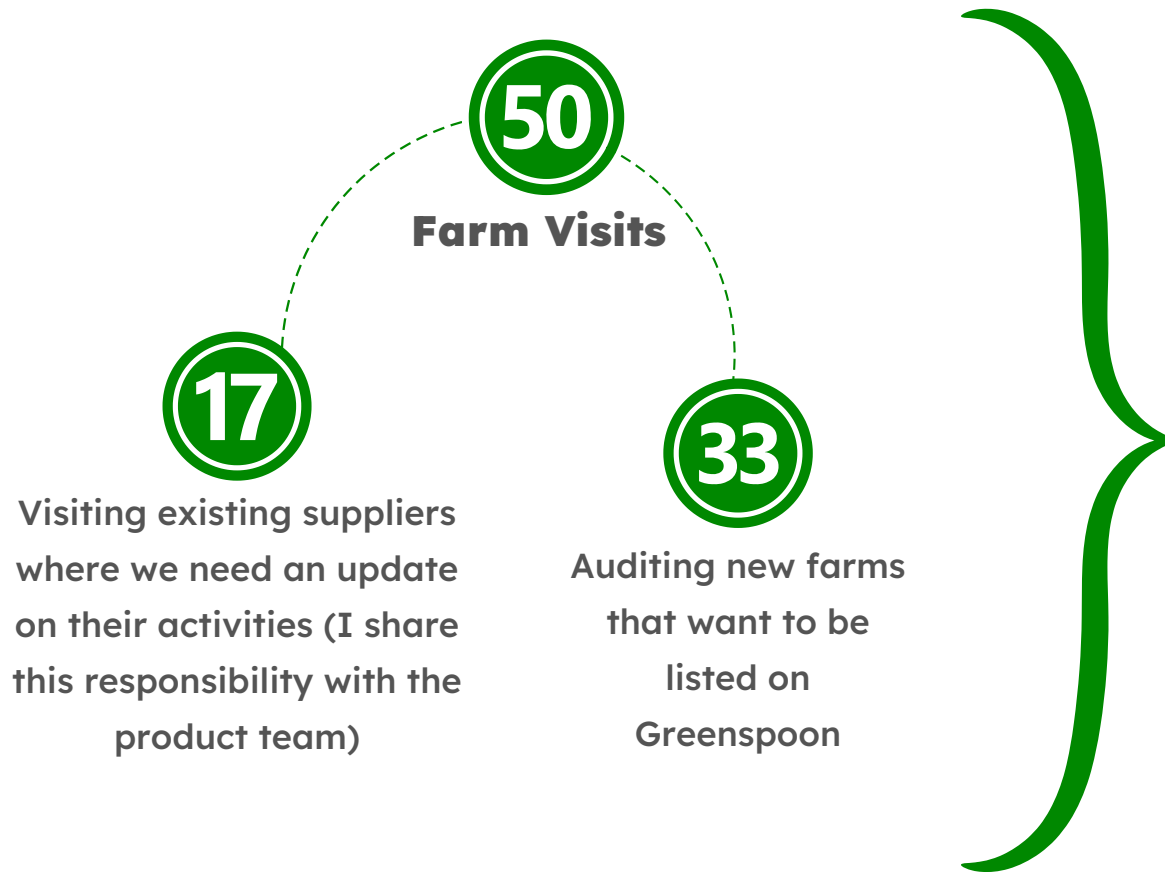 50
Farm Visits
17
Visiting existing suppliers
where we need an update
on their activities (I share
this responsibility with the
product team)
33
Auditing new farms
that want to be
listed on
Greenspoon